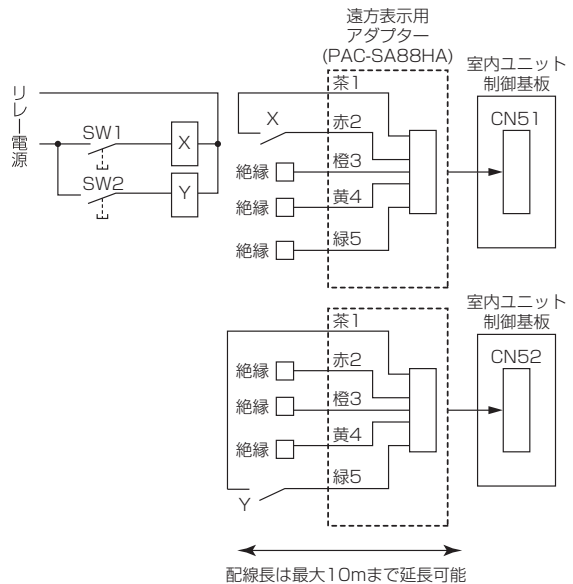 遠方表示用
アダプター
(PAC-SA88HA)
室内ユニット
制御基板
リレー電源
SW1
X
SW2
Y
茶1
X
赤2
絶縁
橙3
絶縁
黄4
絶縁
緑5
CN51
室内ユニット
制御基板
茶1
絶縁
赤2
絶縁
橙3
絶縁
黄4
緑5
Y
CN52
配線長は最大10mまで延長可能